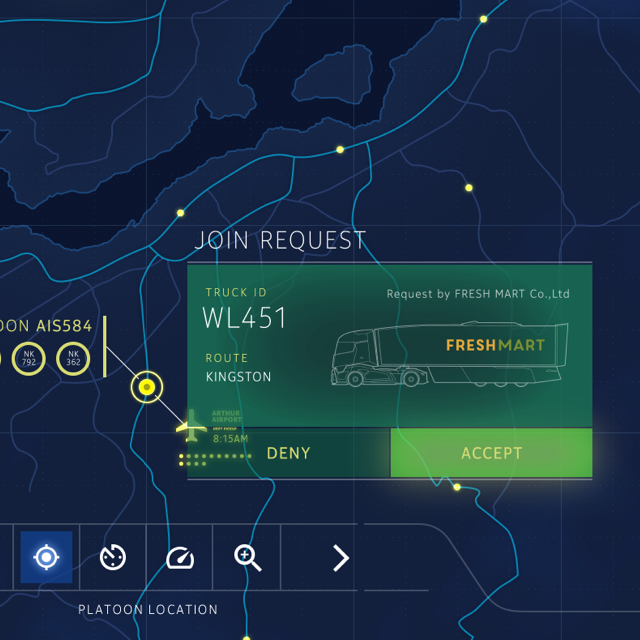 JOIN REQUEST
TRUCK ID
Request by FRESH MART Co.,Ltd
WL451
OON AIS584
FRESHMART
NK
792
NK
362
ROUTE
KINGSTON
ARTHUR
AIRPORT
8:15AM
DENY
ACCEPT
PLATOON LOCATION